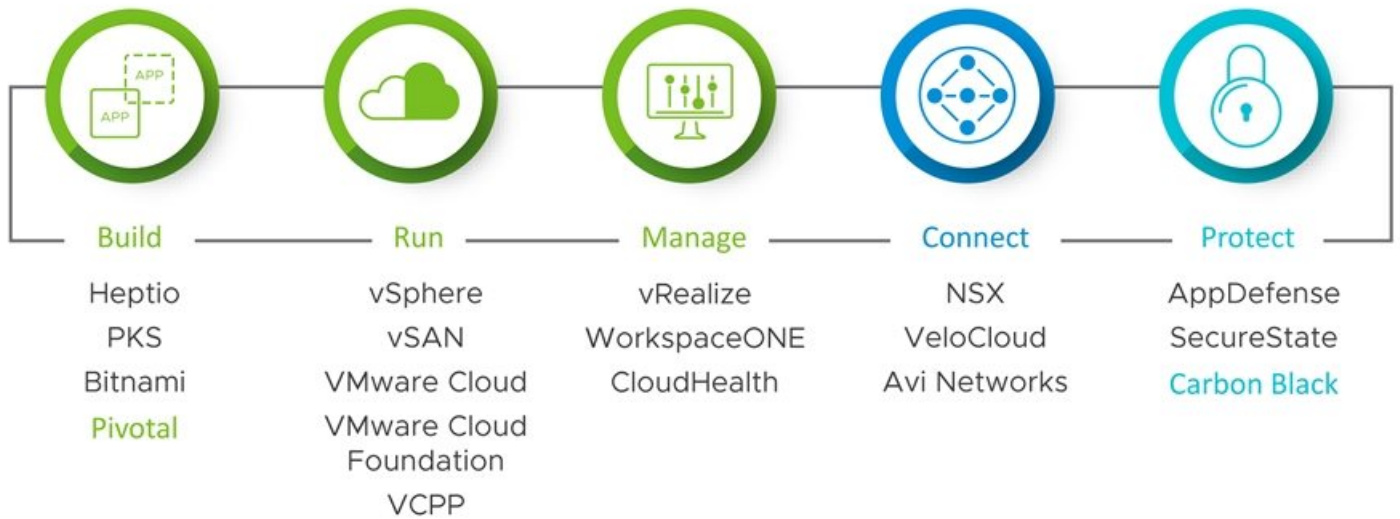 APP
APP
Build
Heptio
PKS
Bitnami
Pivotal
Run
vSphere
vSAN
VMware Cloud
VMware Cloud
Foundation
VCPP
Manage
vRealize
WorkspaceONE
CloudHealth
Connect
NSX
VeloCloud
Avi Networks
Protect
AppDefense
SecureState
Carbon Black